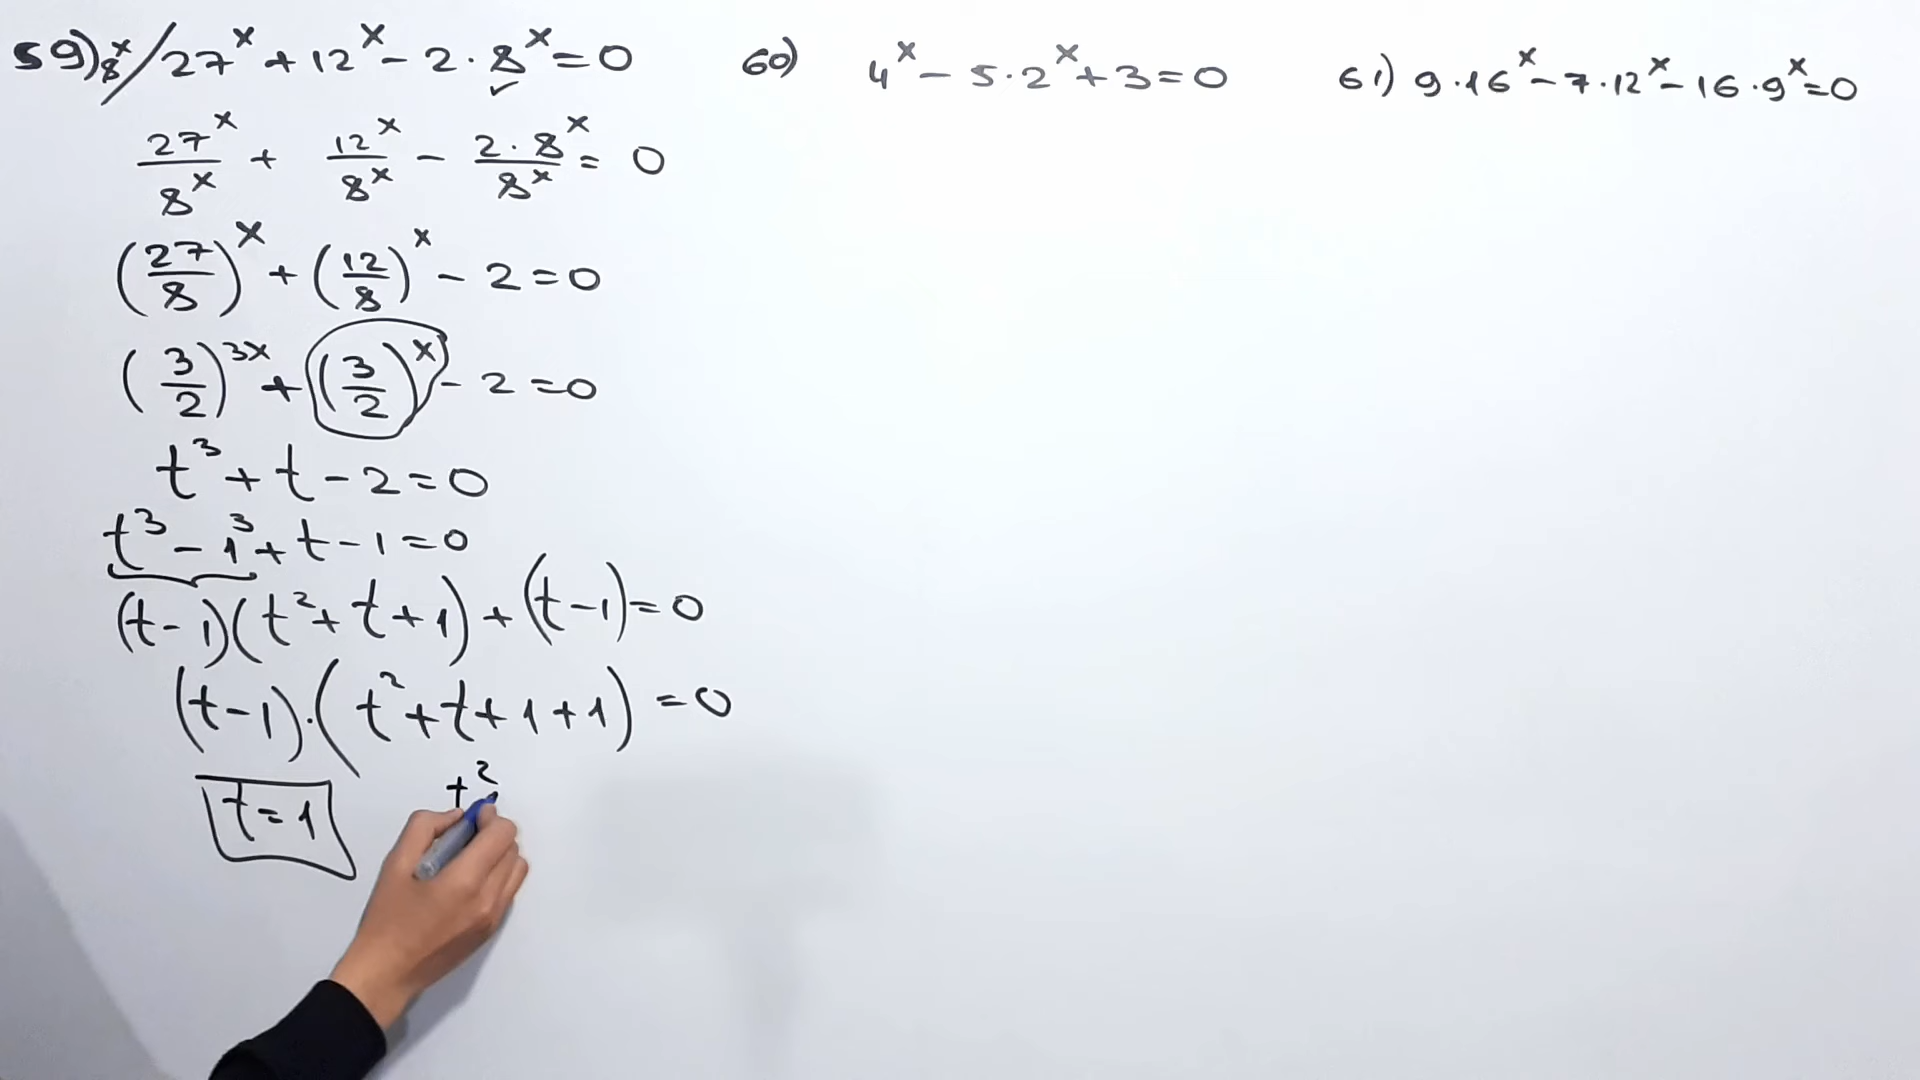 59) 8^x/ 27^x + 12^x - 2 · 8^x = 0
27^x/8^x + 12^x/8^x - 2 · 8^x/8^x = 0
(27/8)^x + (12/8)^x - 2 = 0
(3/2)^3x + (3/2)^x - 2 = 0
t^3 + t - 2 = 0
t^3 - 1^3 + t - 1 = 0
(t-1)(t^2 + t + 1) + (t-1) = 0
(t-1) · (t^2 + t + 1 + 1) = 0
t = 1
t^2
60) 4^x - 5 · 2^x + 3 = 0
61) 9 · 16^x - 7 · 12^x - 16 · 9^x = 0